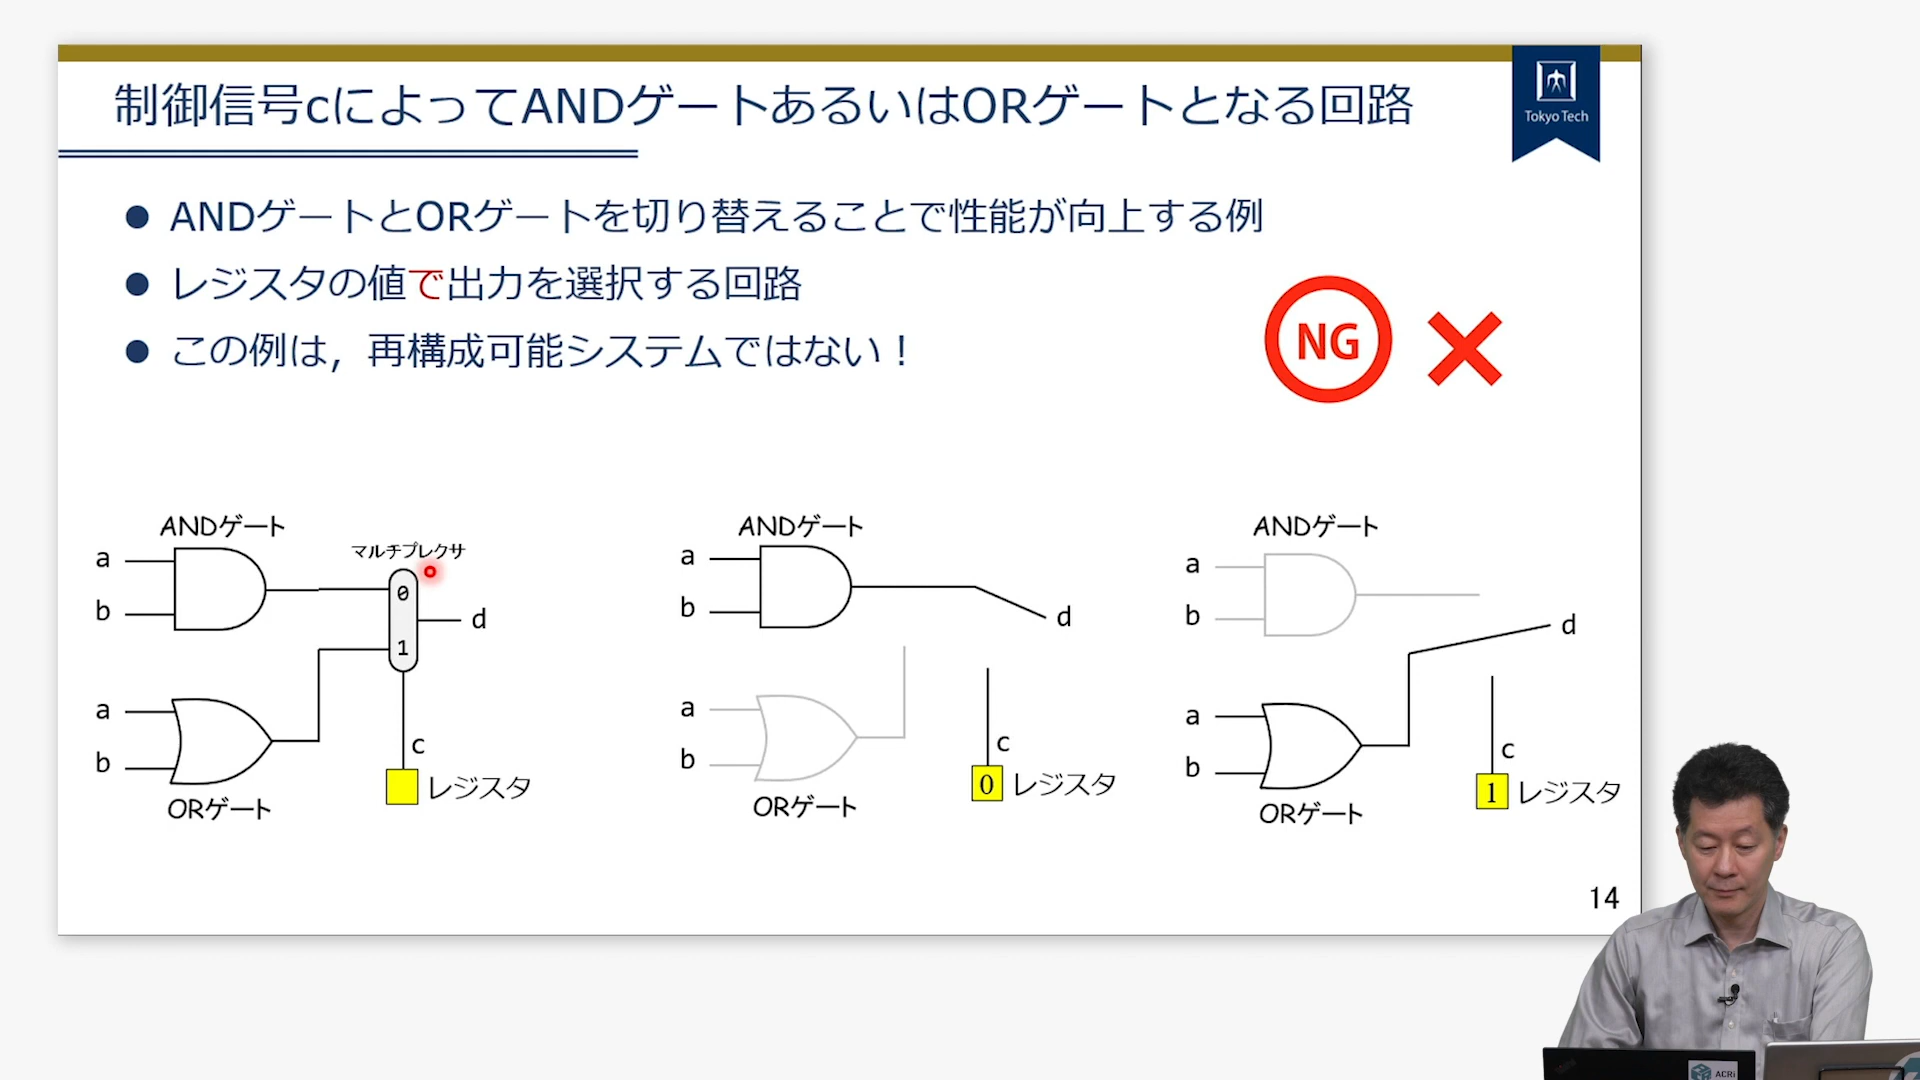 制御信号cによってANDゲートあるいはORゲートとなる回路
Tokyo Tech
ANDゲートとORゲートを切り替えることで性能が向上する例
レジスタの値で出力を選択する回路
この例は，再構成可能システムではない！
NG
ANDゲート
マルチプレクサ
a
b
0
1
d
a
b
c
レジスタ
ORゲート
ANDゲート
a
b
d
a
b
c
0 レジスタ
ORゲート
ANDゲート
a
b
d
a
b
c
1 レジスタ
ORゲート
14
ACRi